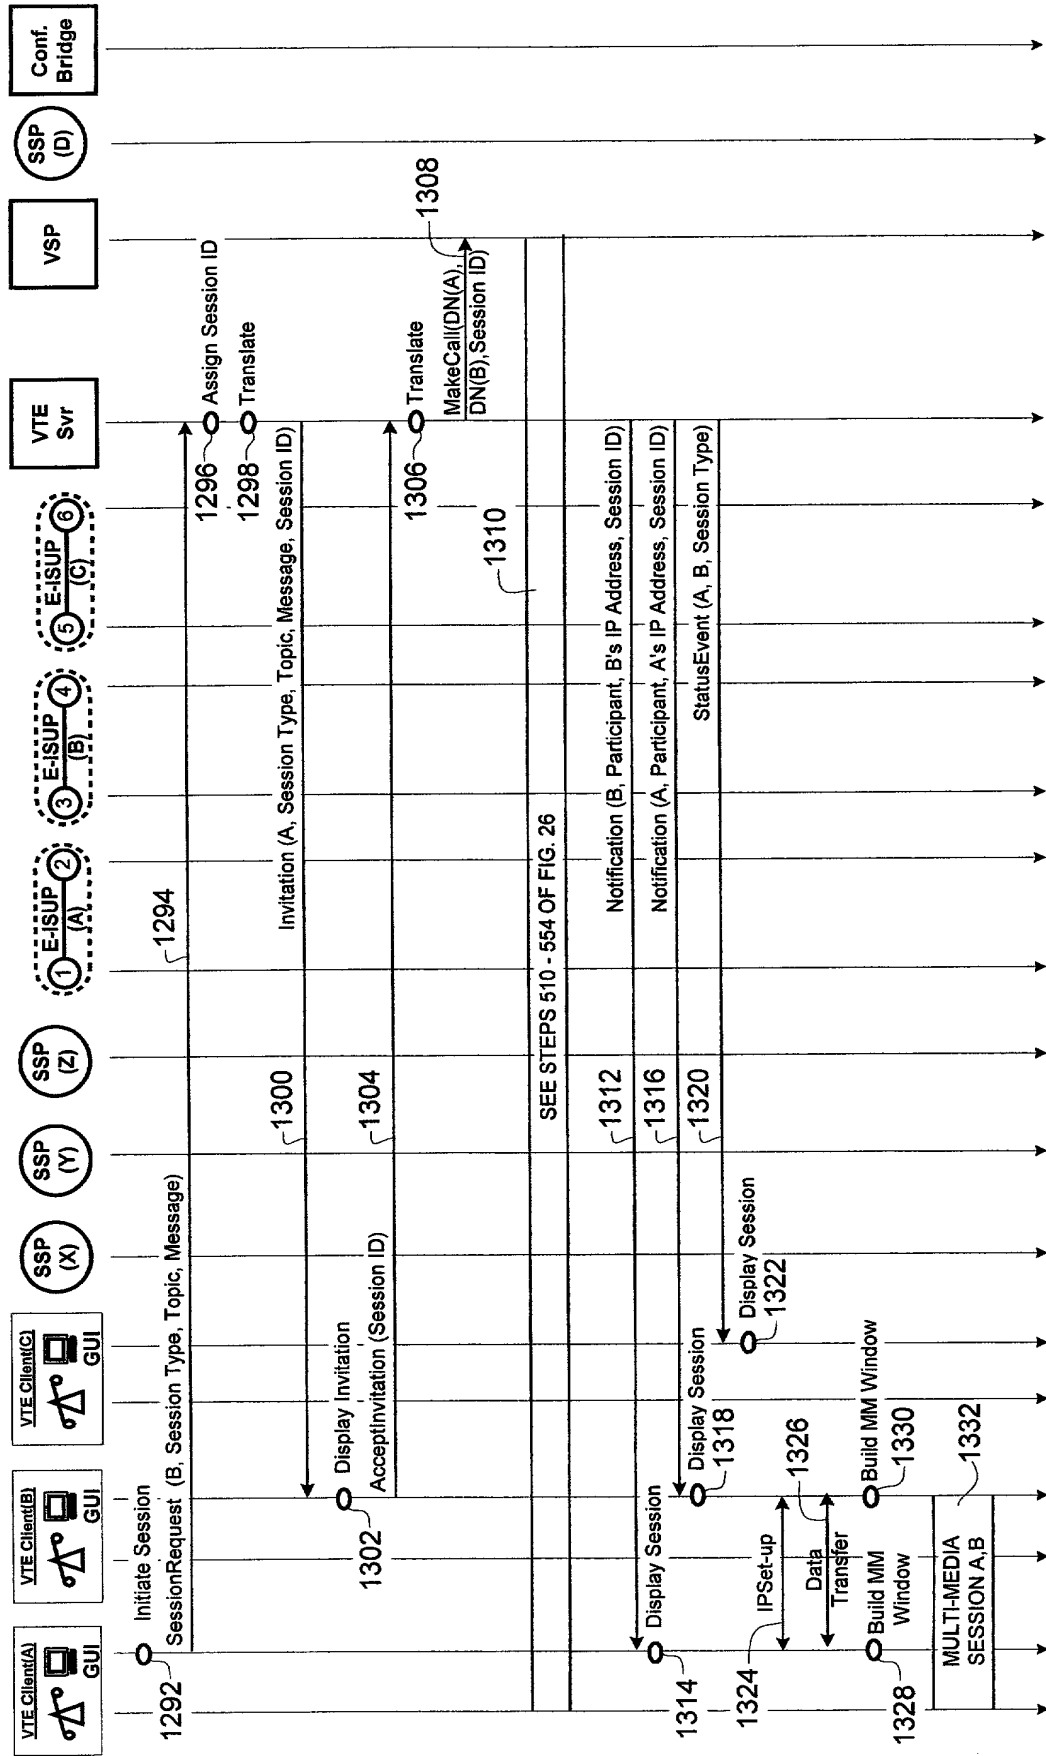 VTE Client(A)
GUI
VTE Client(B)
GUI
VTE Client(C)
GUI
SSP
(X)
SSP
(Y)
SSP
(Z)
1
E-ISUP
(A)
2
3
E-ISUP
(B)
4
5
E-ISUP
(C)
6
VTE
Svr
VSP
SSP
(D)
Conf.
Bridge
1292
Initiate Session
SessionRequest (B, Session Type, Topic, Message)
1294
1296
Assign Session ID
1298
Translate
1300
Invitation (A, Session Type, Topic, Message, Session ID)
1302
Display Invitation
AcceptInvitation (Session ID)
1304
1306
Translate
MakeCall(DN(A),
DN(B),Session ID)
1308
SEE STEPS 510 - 554 OF FIG. 26
1310
1312
Notification (B, Participant, B's IP Address, Session ID)
1314
Display Session
1316
Notification (A, Participant, A's IP Address, Session ID)
1318
Display Session
1320
StatusEvent (A, B, Session Type)
1322
Display Session
1324
IPSet-up
1326
Data
Transfer
1328
Build MM
Window
1330
Build MM Window
MULTI-MEDIA
SESSION A,B
1332